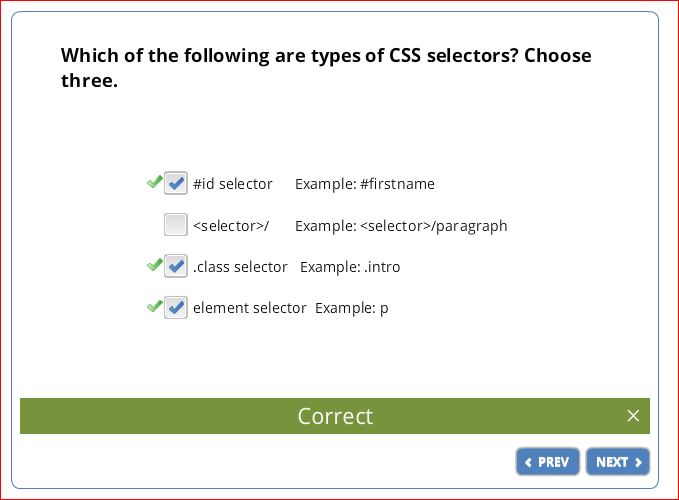 Which of the following are types of CSS selectors? Choose
three.
#id selector Example: #firstname
<selector>/ Example: <selector>/paragraph
.class selector Example: .intro
element selector Example: p
Correct
PREV NEXT